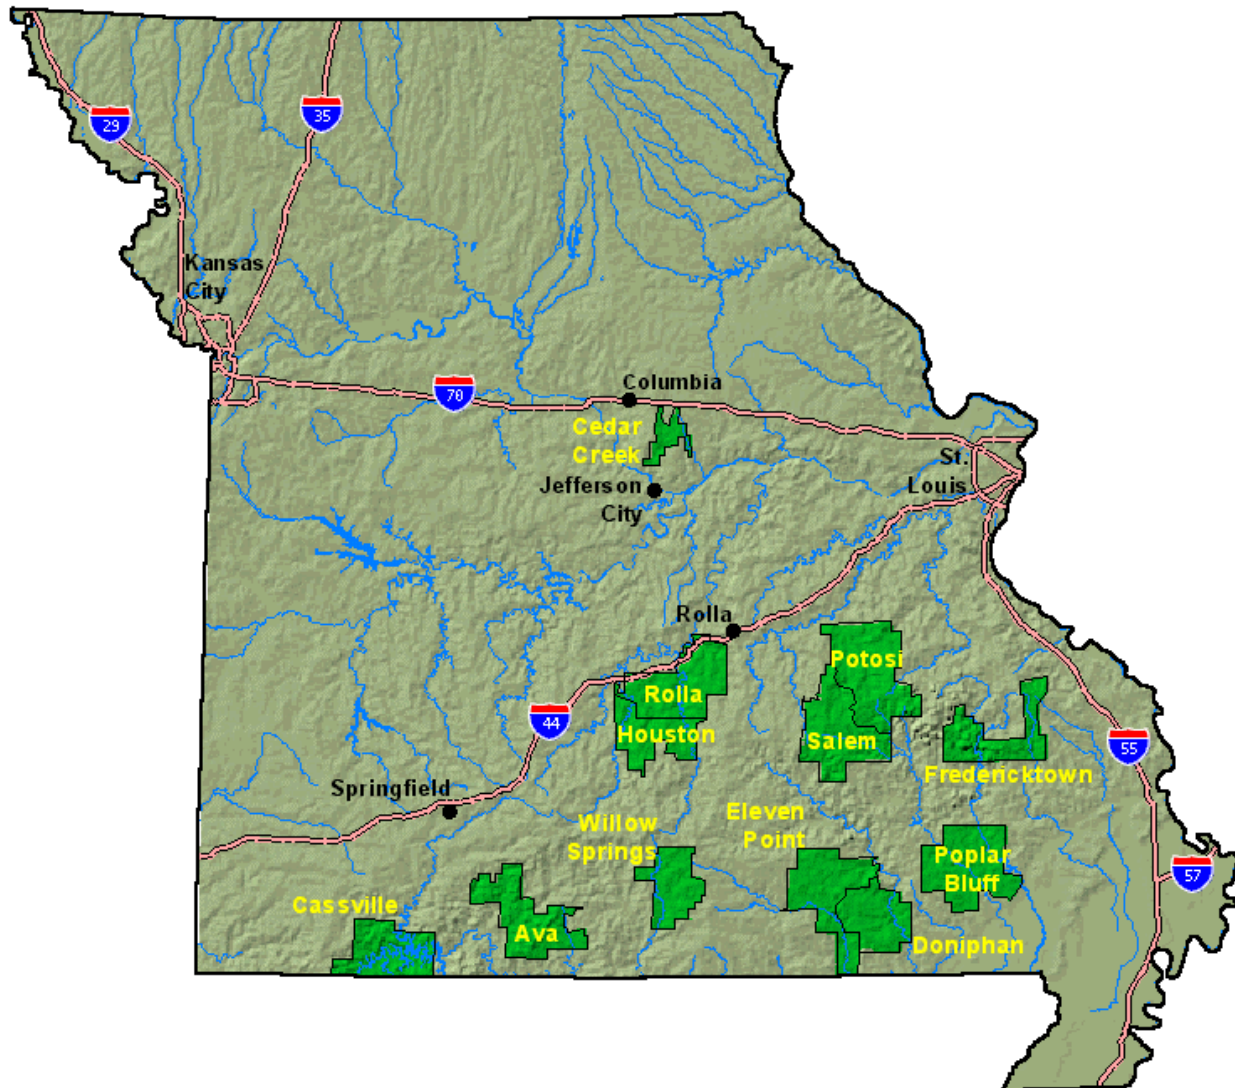 29
35
Kansas
City
70
Columbia
Cedar
Creek
St.
Louis
Jefferson
City
Rolla
Potosi
Rolla
44
Houston
Salem
55
Fredericktown
Springfield
Eleven
Point
Willow
Springs
Poplar
Bluff
57
Cassville
Ava
Doniphan